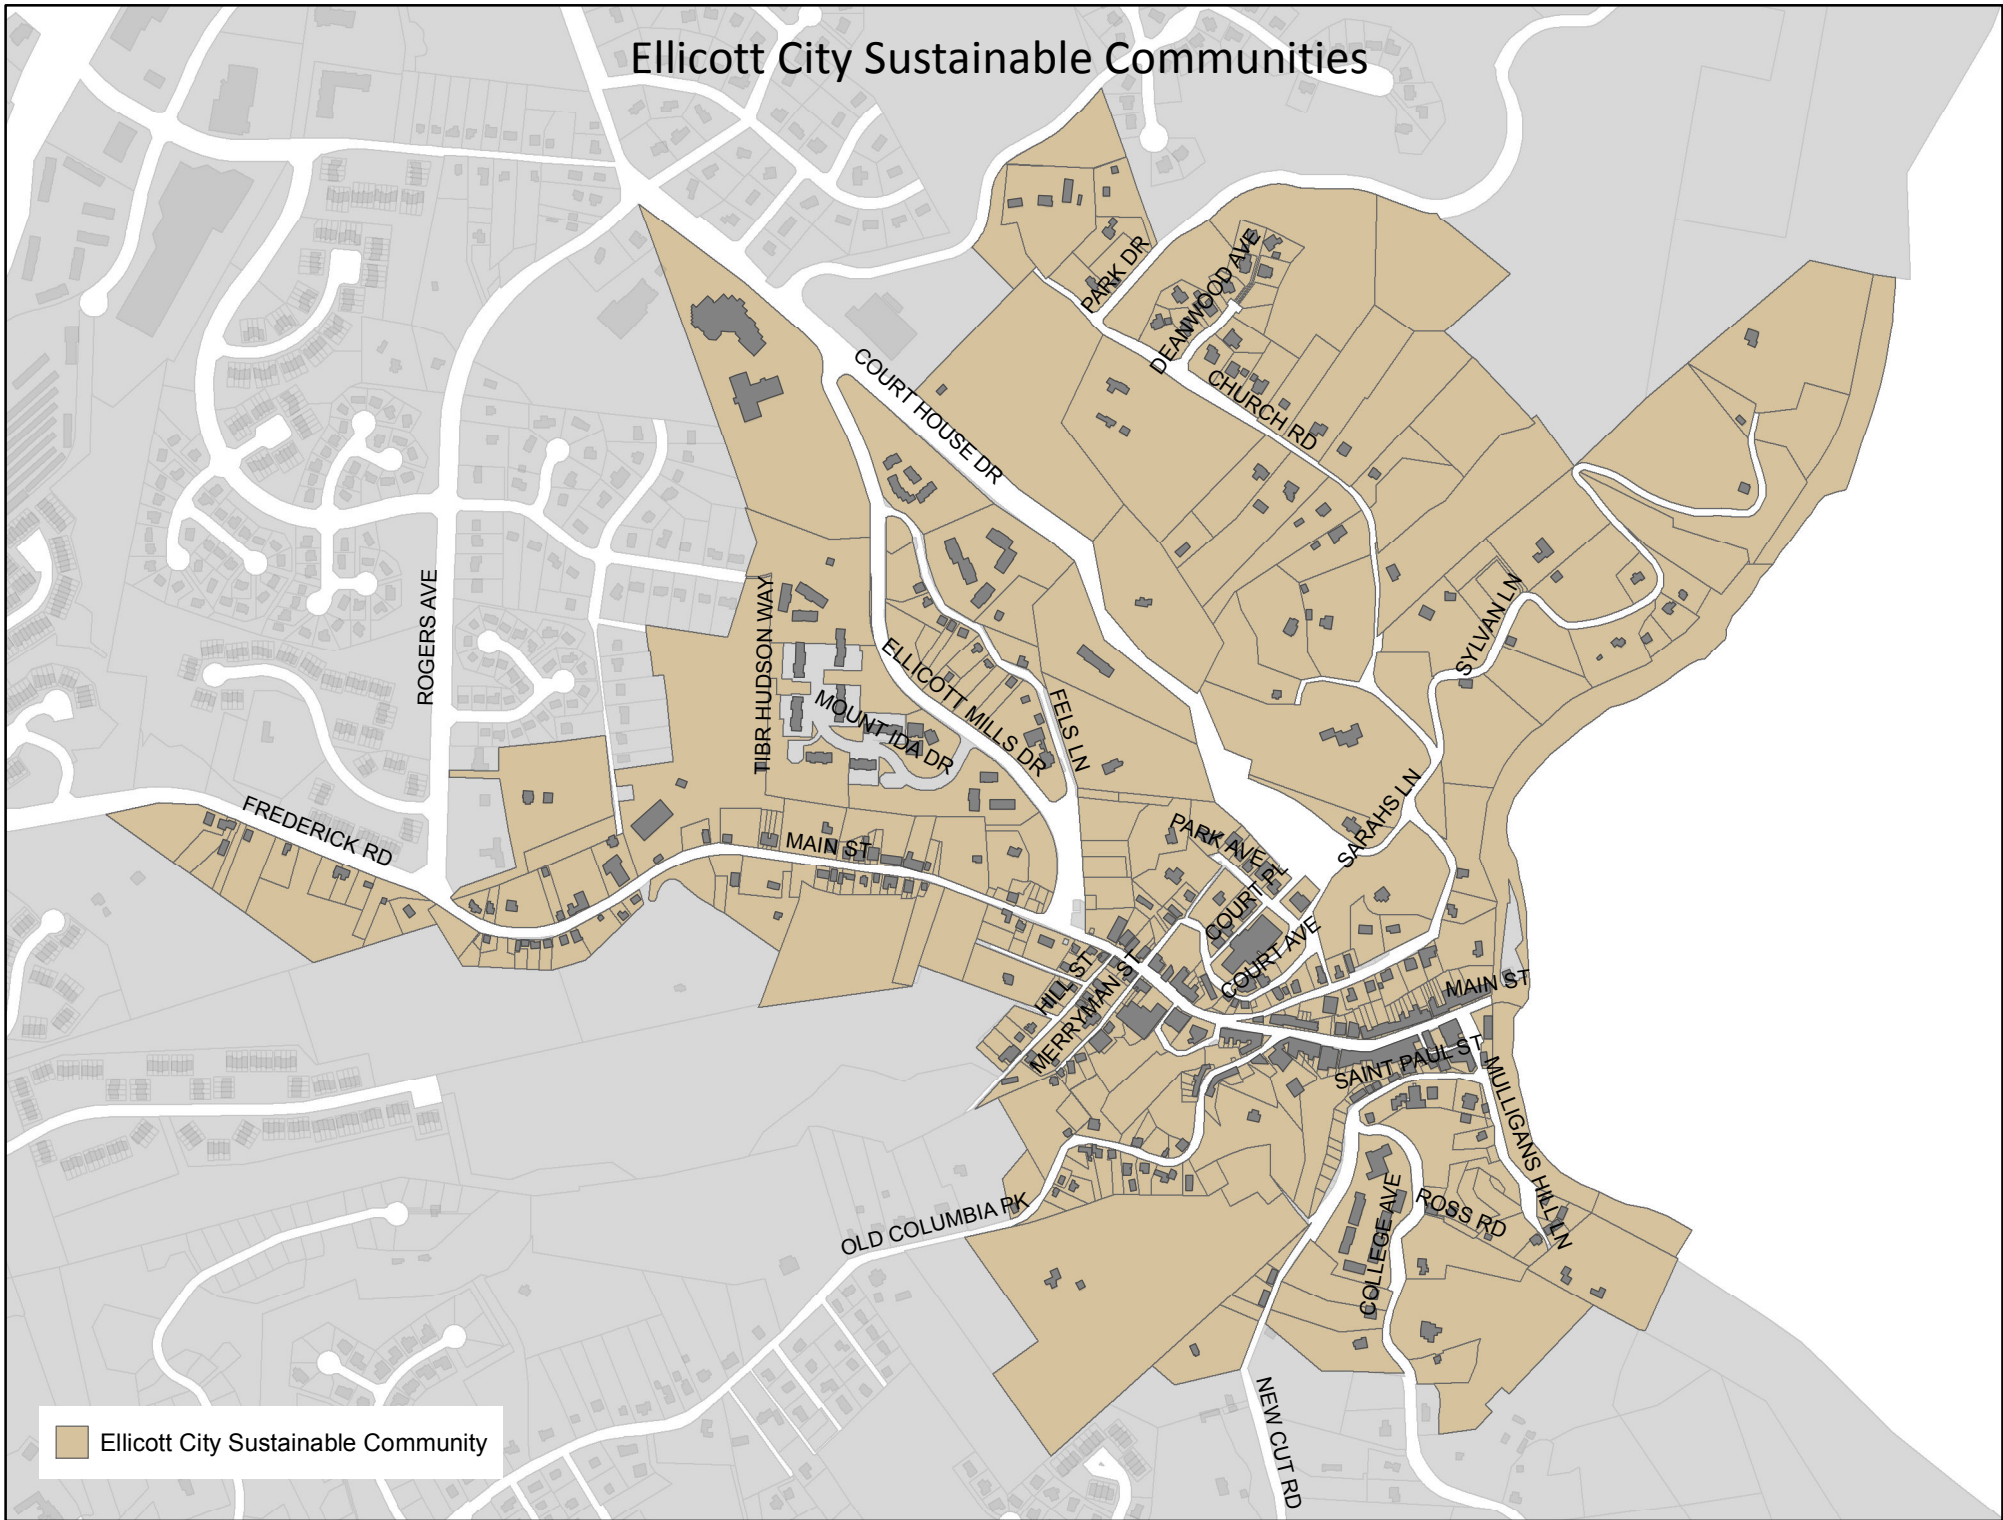 Ellicott City Sustainable Communities
PARK DR
DEANWOOD AVE
COURT HOUSE DR
CHURCH RD
ROGERS AVE
TIBR HUDSON WAY
SYLVAN LN
ELLICOTT MILLS DR
MOUNT IDA DR
FELS LN
FREDERICK RD
MAIN ST
PARK AVE
SARAHS LN
COURT PL
COURT AVE
HILL ST
MERRYMAN ST
MAIN ST
SAINT PAUL ST
MULLIGANS HILL LN
OLD COLUMBIA PK
COLLEGE AVE
ROSS RD
NEW CUT RD
Ellicott City Sustainable Community